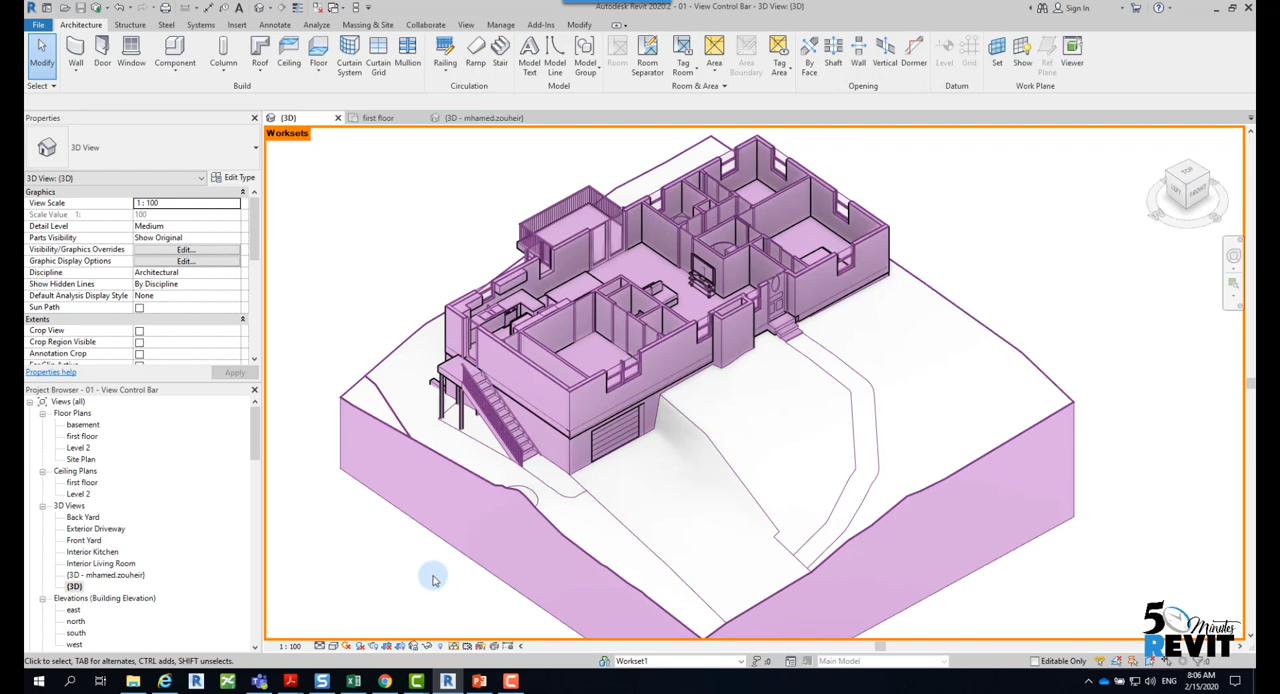 Autodesk Revit 2020.2 - 01 - View Control Bar - 3D View: {3D}
Sign In
File Architecture Structure Steel Systems Insert Annotate Analyze Massing & Site Collaborate View Manage Add-Ins Modify
Modify Wall Door Window Component Column Roof Ceiling Floor Curtain System Curtain Grid Mullion Railing Ramp Stair Model Text Model Line Model Group Room Room Separator Tag Room Area Area Boundary Tag Area By Face Shaft Wall Vertical Dormer Level Grid Set Show Ref Plane Viewer
Select Build Circulation Model Room & Area Opening Datum Work Plane
Properties
{3D} first floor {3D - mhamed.zouheir}
Worksets
3D View
3D View: {3D} Edit Type
Graphics
View Scale 1 : 100
Scale Value 1: 100
Detail Level Medium
Parts Visibility Show Original
Visibility/Graphics Overrides Edit...
Graphic Display Options Edit...
Discipline Architectural
Show Hidden Lines By Discipline
Default Analysis Display Style None
Sun Path
Extents
Crop View
Crop Region Visible
Annotation Crop
Properties help Apply
Project Browser - 01 - View Control Bar
Views (all)
Floor Plans
basement
first floor
Level 2
Site Plan
Ceiling Plans
first floor
Level 2
3D Views
Back Yard
Exterior Driveway
Front Yard
Interior Kitchen
Interior Living Room
{3D - mhamed.zouheir}
{3D}
Elevations (Building Elevation)
east
north
south
west
TOP
LEFT FRONT
1 : 100
5 Minutes
REVIT
Click to select, TAB for alternates, CTRL adds, SHIFT unselects.
Workset1 :0 Main Model Editable Only :0
ENG 8:06 AM
2/15/2020